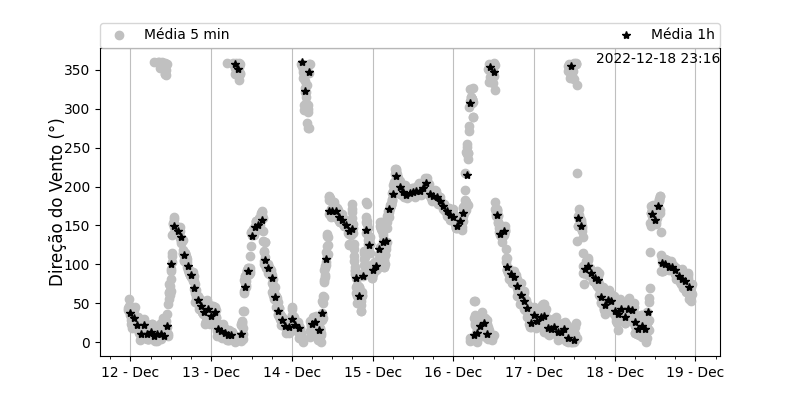 Média 5 min
Média 1h
2022-12-18 23:16
Direção do Vento (°)
350
300
250
200
150
100
50
0
12 - Dec
13 - Dec
14 - Dec
15 - Dec
16 - Dec
17 - Dec
18 - Dec
19 - Dec